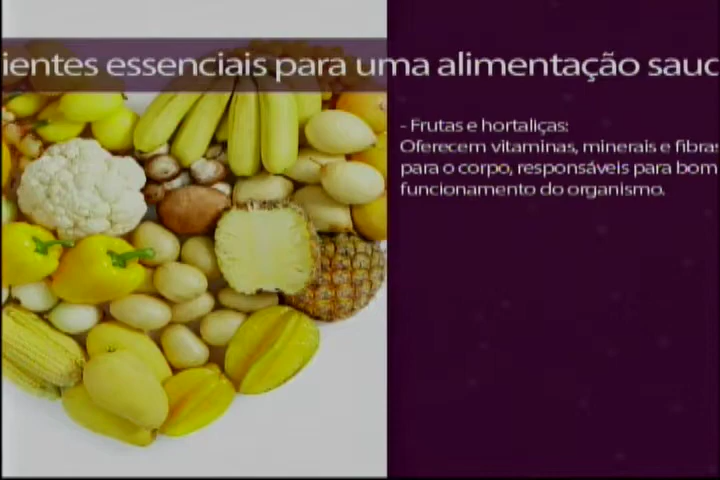 ientes essenciais para uma alimentação sauc
- Frutas e hortaliças:
Oferecem vitaminas, minerais e fibras
para o corpo, responsáveis para bom
funcionamento do organismo.